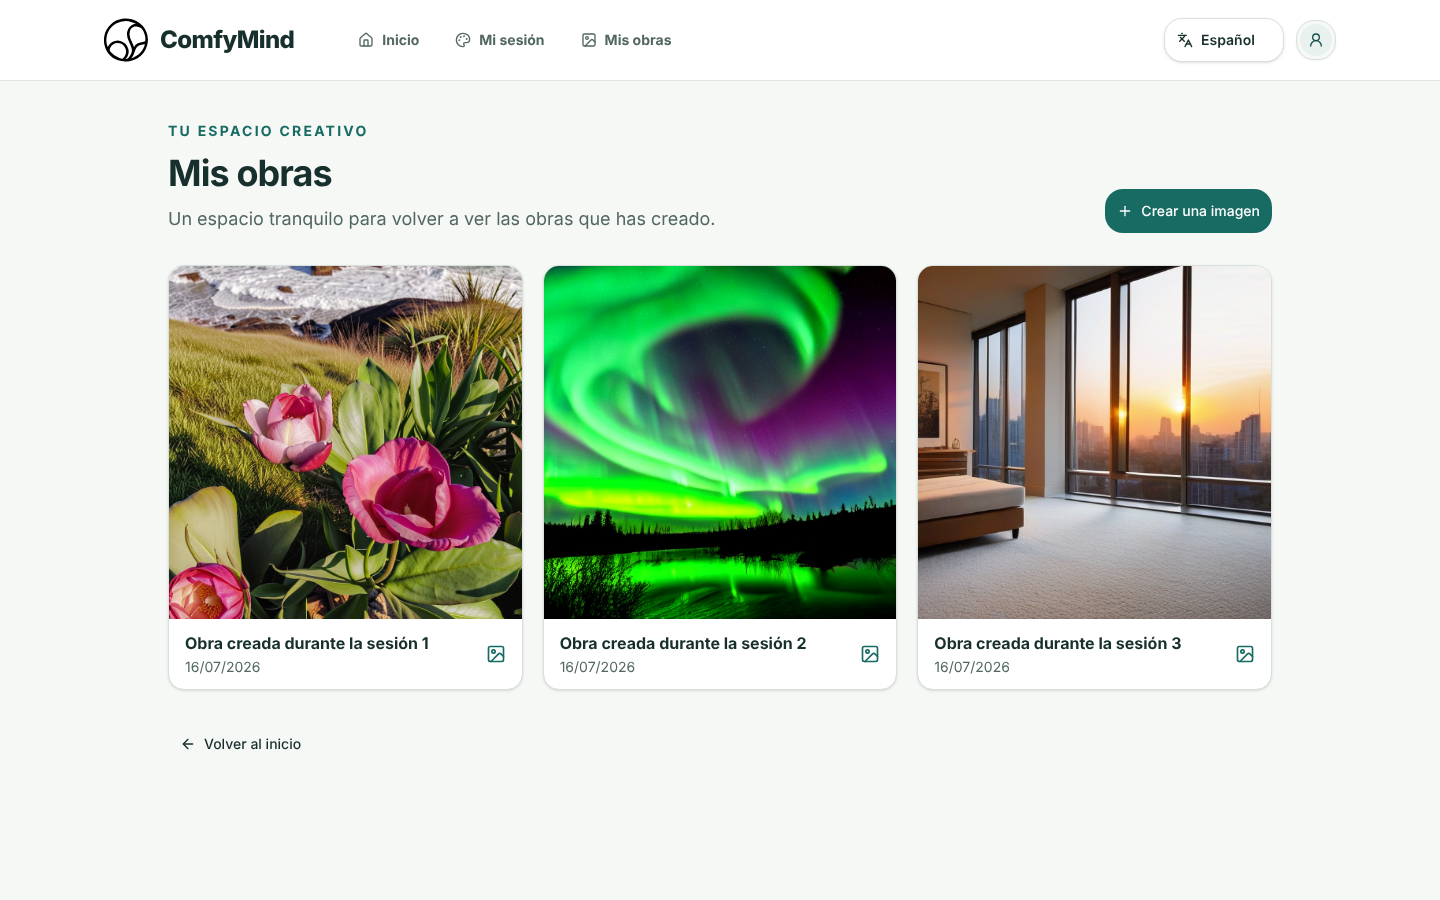 ComfyMind
Inicio
Mi sesión
Mis obras
Español
TU ESPACIO CREATIVO
Mis obras
Un espacio tranquilo para volver a ver las obras que has creado.
Crear una imagen
Obra creada durante la sesión 1
16/07/2026
Obra creada durante la sesión 2
16/07/2026
Obra creada durante la sesión 3
16/07/2026
Volver al inicio